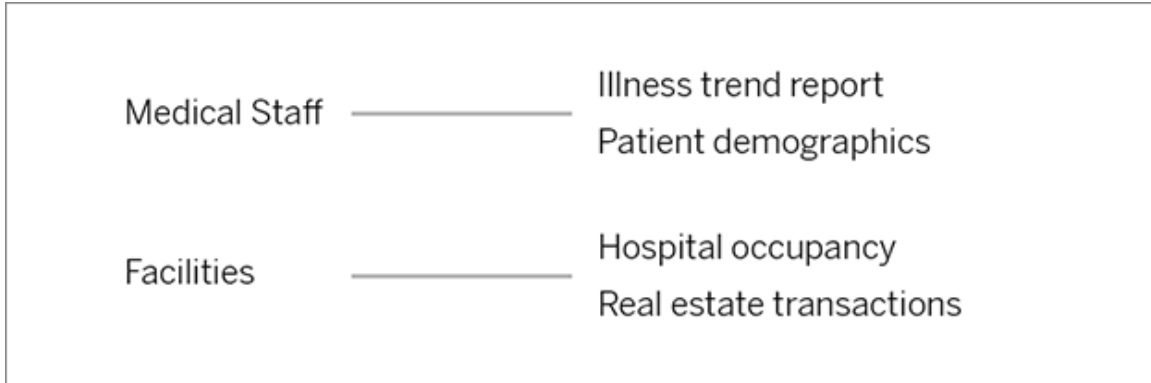 Medical Staff
Illness trend report
Patient demographics
Facilities
Hospital occupancy
Real estate transactions